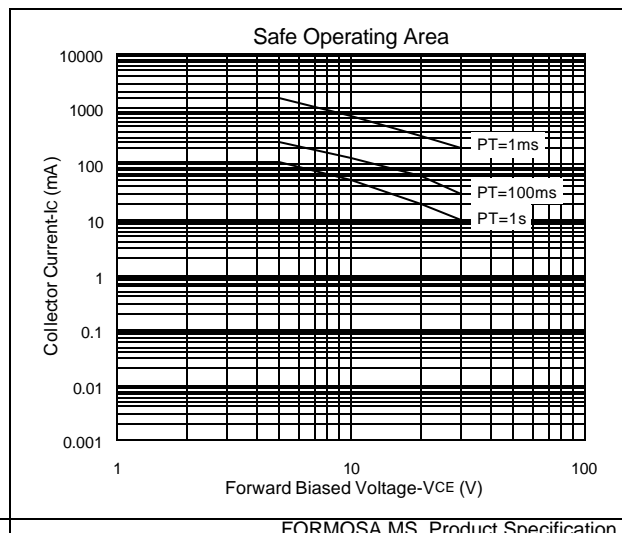 Safe Operating Area
10000
1000
100
10
1
0.1
0.01
0.001
Collector Current-IC (mA)
PT=1ms
PT=100ms
PT=1s
1
10
100
Forward Biased Voltage-VCE (V)
FORMOSA MS Product Specification